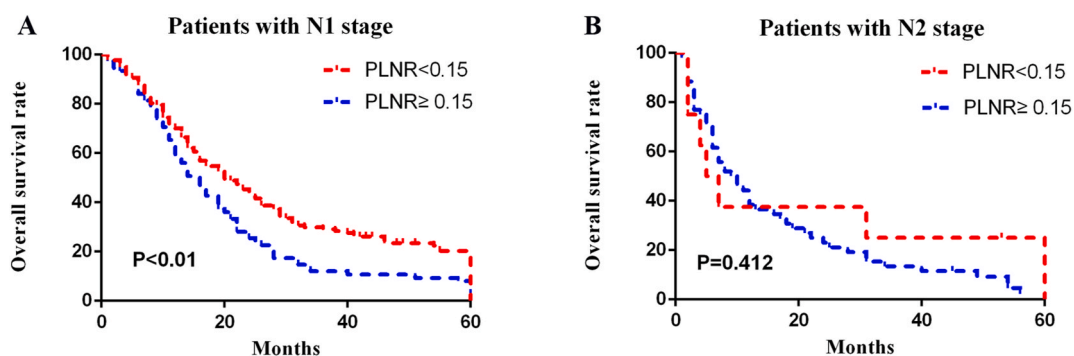 A
Patients with N1 stage
Overall survival rate
100
80
60
40
20
0
PLNR<0.15
PLNR≥ 0.15
P<0.01
0 20 40 60
Months
B
Patients with N2 stage
Overall survival rate
100
80
60
40
20
0
PLNR<0.15
PLNR≥ 0.15
P=0.412
0 20 40 60
Months